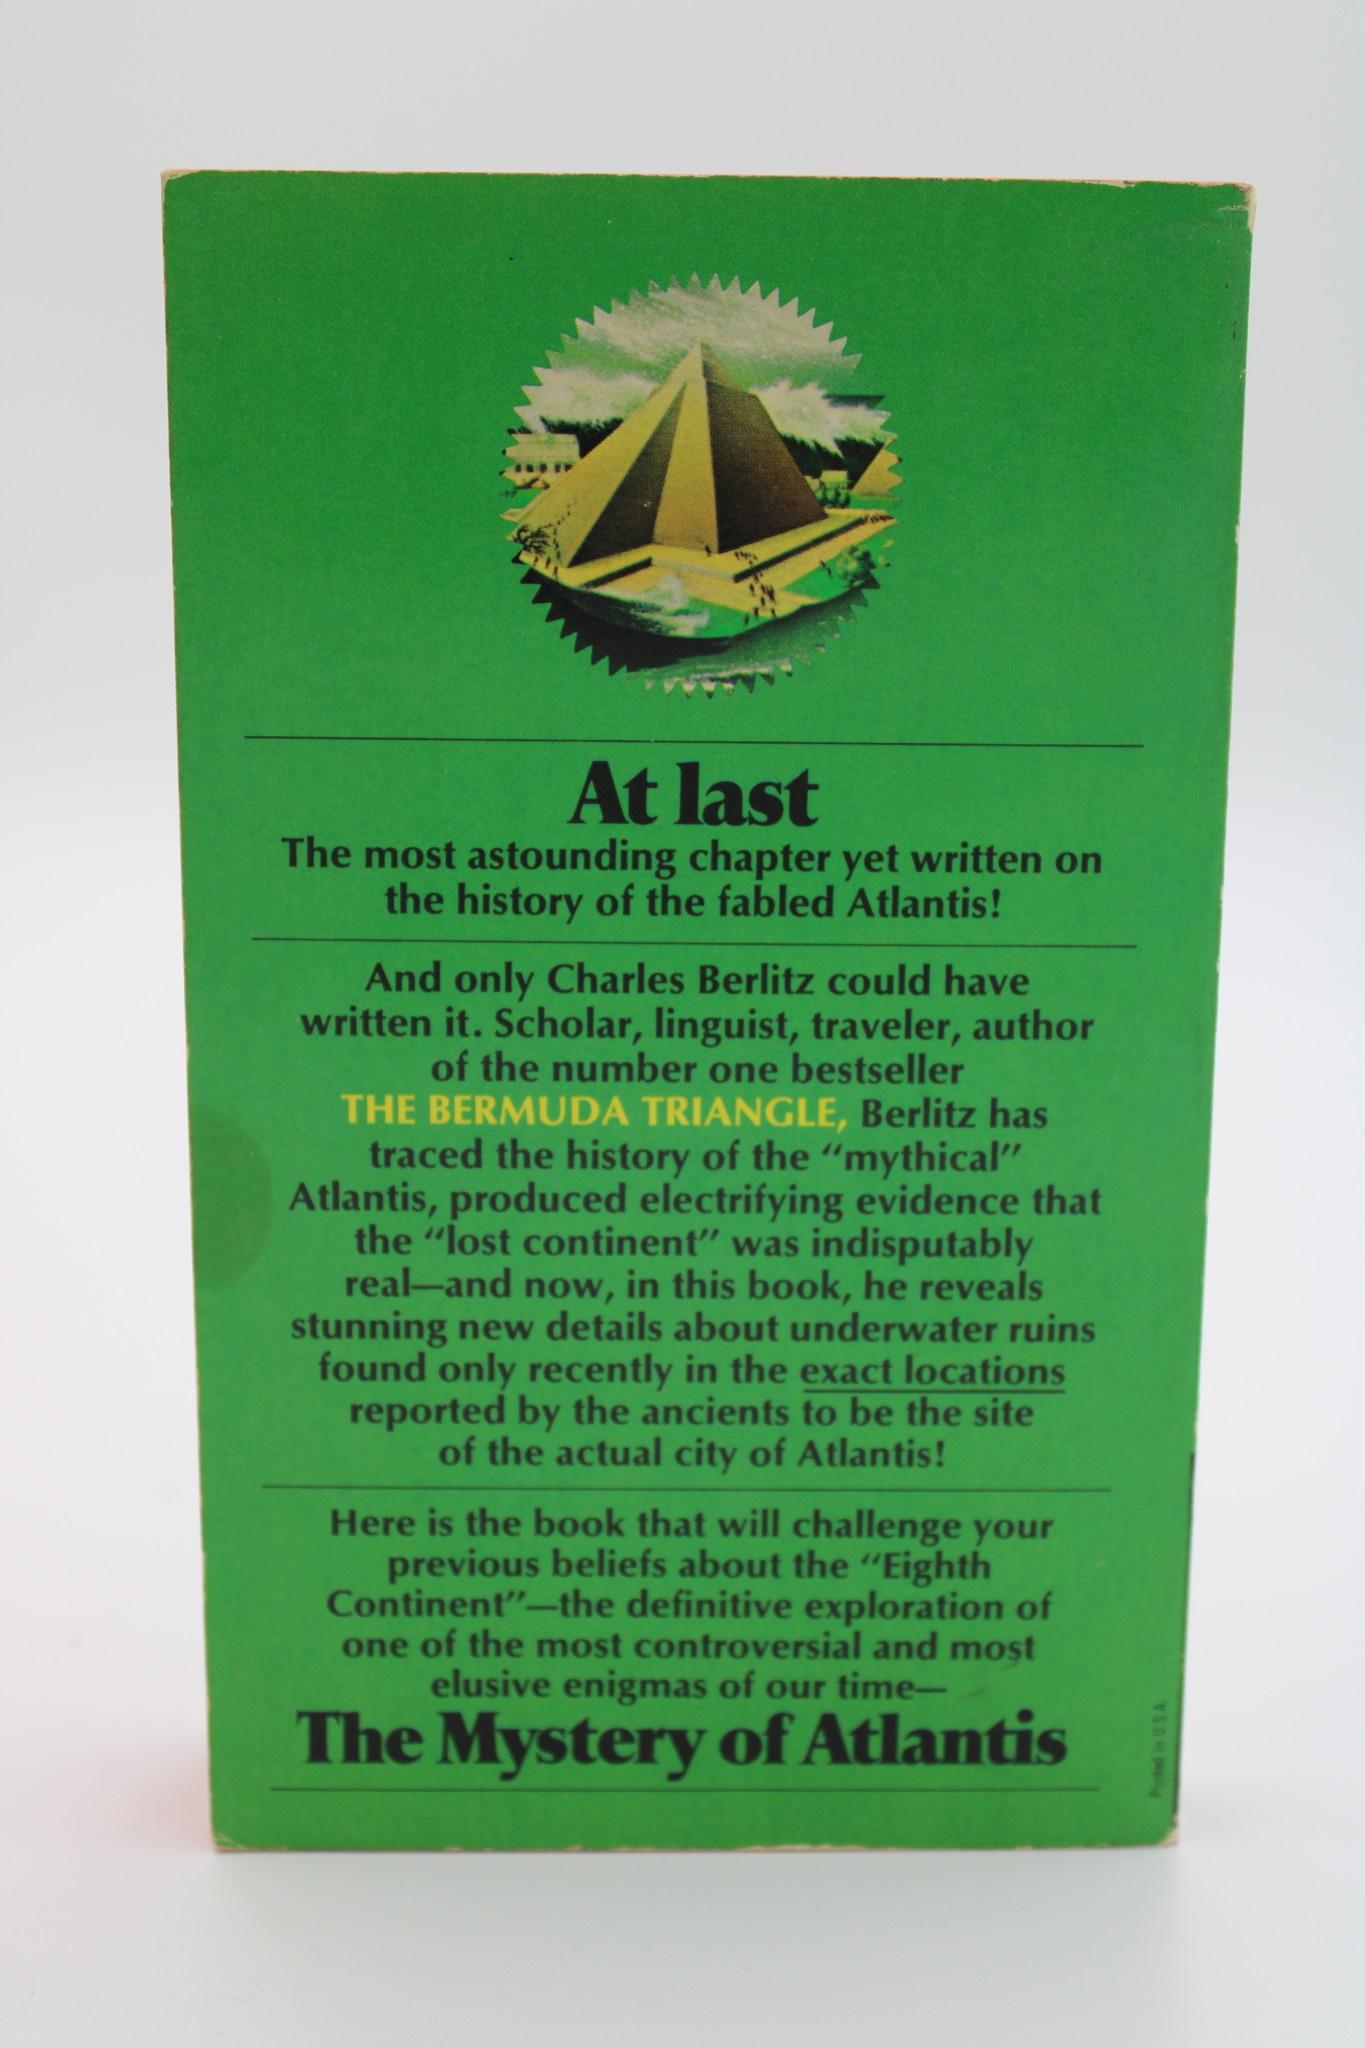 At last
The most astounding chapter yet written on
the history of the fabled Atlantis!
And only Charles Berlitz could have
written it. Scholar, linguist, traveler, author
of the number one bestseller
THE BERMUDA TRIANGLE, Berlitz has
traced the history of the “mythical”
Atlantis, produced electrifying evidence that
the “lost continent” was indisputably
real—and now, in this book, he reveals
stunning new details about underwater ruins
found only recently in the exact locations
reported by the ancients to be the site
of the actual city of Atlantis!
Here is the book that will challenge your
previous beliefs about the “Eighth
Continent”—the definitive exploration of
one of the most controversial and most
elusive enigmas of our time—
The Mystery of Atlantis
Printed in U S A